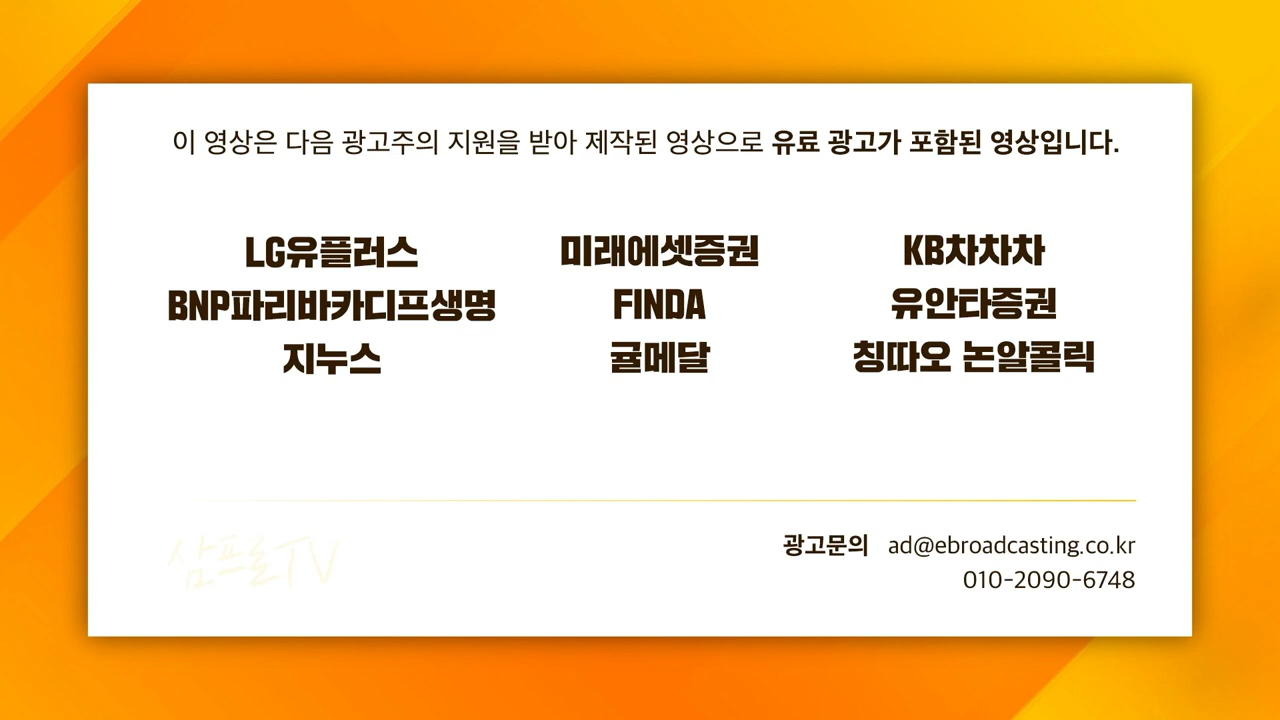 이 영상은 다음 광고주의 지원을 받아 제작된 영상으로 유료 광고가 포함된 영상입니다.
LG유플러스 미래에셋증권 KB차차차
BNP파리바카디프생명 FINDA 유안타증권
지누스 귤메달 칭따오 논알콜릭
삼프로TV
광고문의 ad@ebroadcasting.co.kr
010-2090-6748